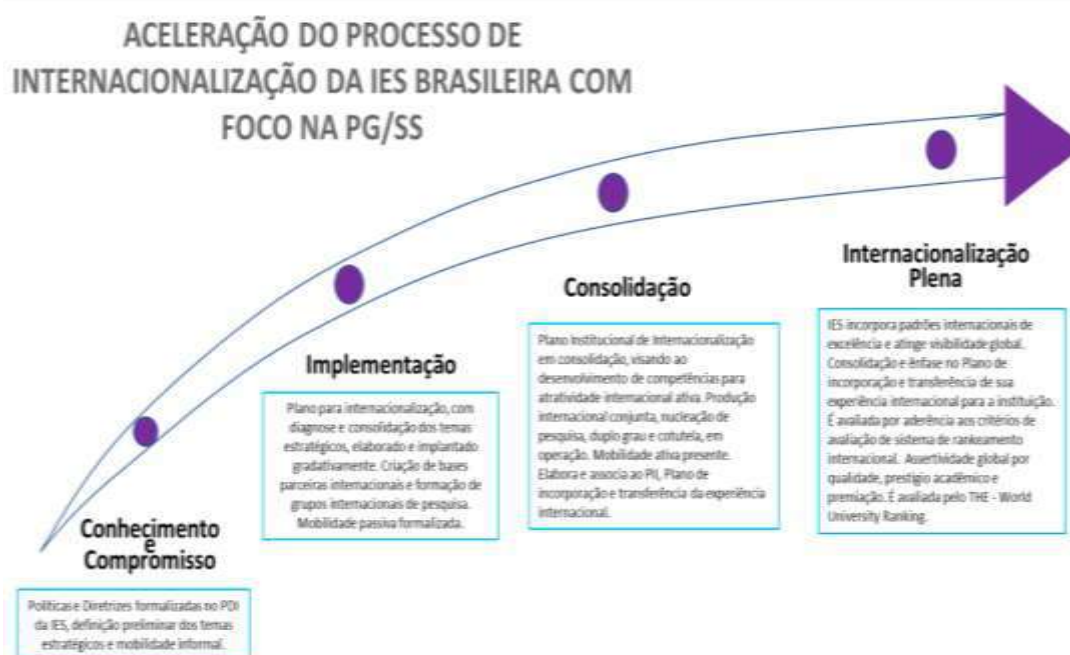 ACELERAÇÃO DO PROCESSO DE
INTERNACIONALIZAÇÃO DA IES BRASILEIRA COM
FOCO NA PG/SS
Conhecimento
e
Compromisso
Políticas e Diretrizes formalizadas no PDI
da IES, definição preliminar dos temas
estratégicos e mobilidade informal.
Implementação
Plano para internacionalização, com
diagnose e consolidação dos temas
estratégicos, elaborado e implantado
gradativamente. Criação de bases
parceiras internacionais e formação de
grupos internacionais de pesquisa.
Mobilidade passiva formalizada.
Consolidação
Plano Institucional de Internacionalização
em consolidação, visando ao
desenvolvimento de competências para
atratividade internacional ativa. Produção
internacional conjunta, nucleação de
pesquisa, duplo grau e cotutela, em
operação. Mobilidade ativa presente.
Elabora e associa ao PII, Plano de
incorporação e transferência da experiência
internacional.
Internacionalização
Plena
IES incorpora padrões internacionais de
excelência e atinge visibilidade global.
Consolidação e ênfase no Plano de
incorporação e transferência de sua
experiência internacional para a instituição.
É avaliada por aderência aos critérios de
avaliação de sistema de rankeamento
internacional. Assertividade global por
qualidade, prestígio acadêmico e
premiação. É avaliada pelo THE - World
University Ranking.